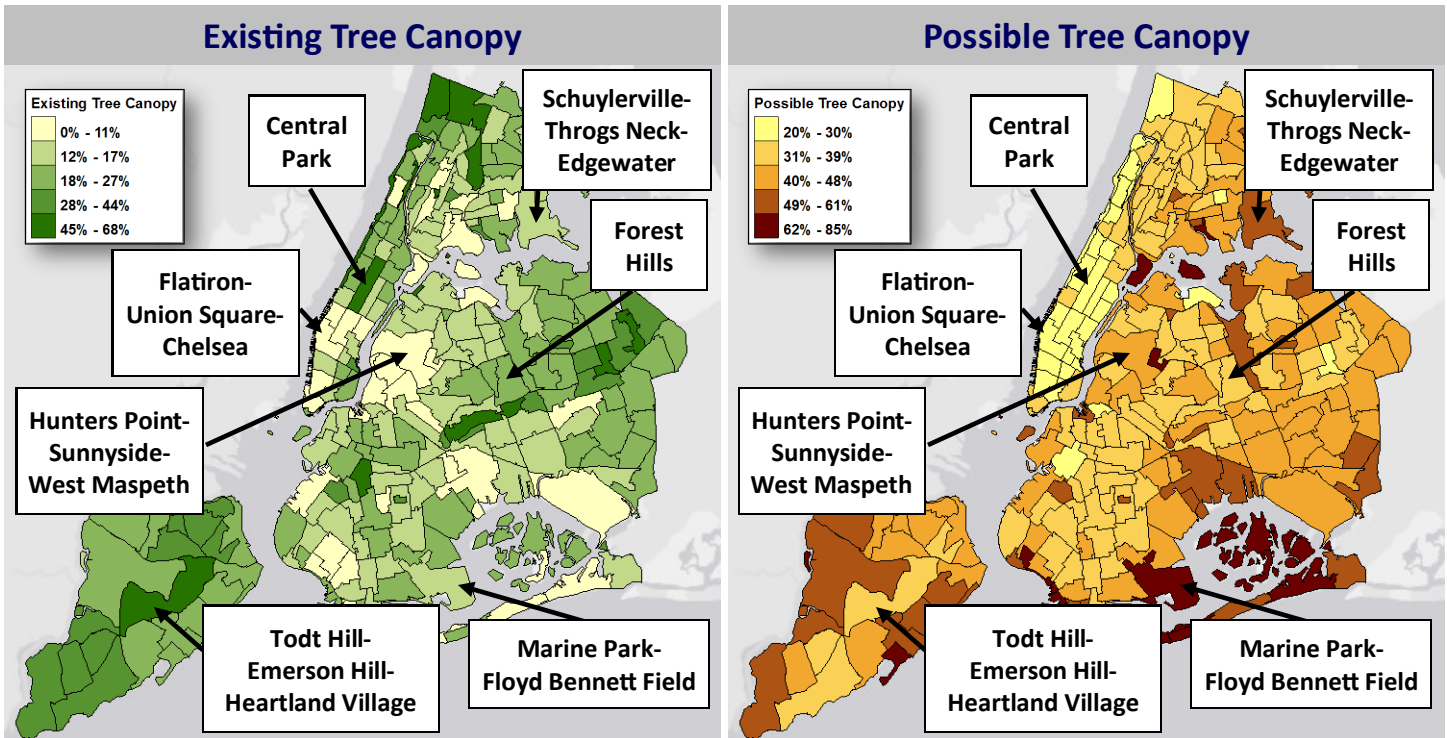 Existing Tree Canopy
Existing Tree Canopy
0% - 11%
12% - 17%
18% - 27%
28% - 44%
45% - 68%
Central
Park
Schuylerville-
Throgs Neck-
Edgewater
Flatiron-
Union Square-
Chelsea
Forest
Hills
Hunters Point-
Sunnyside-
West Maspeth
Todt Hill-
Emerson Hill-
Heartland Village
Marine Park-
Floyd Bennett Field
Possible Tree Canopy
Possible Tree Canopy
20% - 30%
31% - 39%
40% - 48%
49% - 61%
62% - 85%
Central
Park
Schuylerville-
Throgs Neck-
Edgewater
Flatiron-
Union Square-
Chelsea
Forest
Hills
Hunters Point-
Sunnyside-
West Maspeth
Todt Hill-
Emerson Hill-
Heartland Village
Marine Park-
Floyd Bennett Field